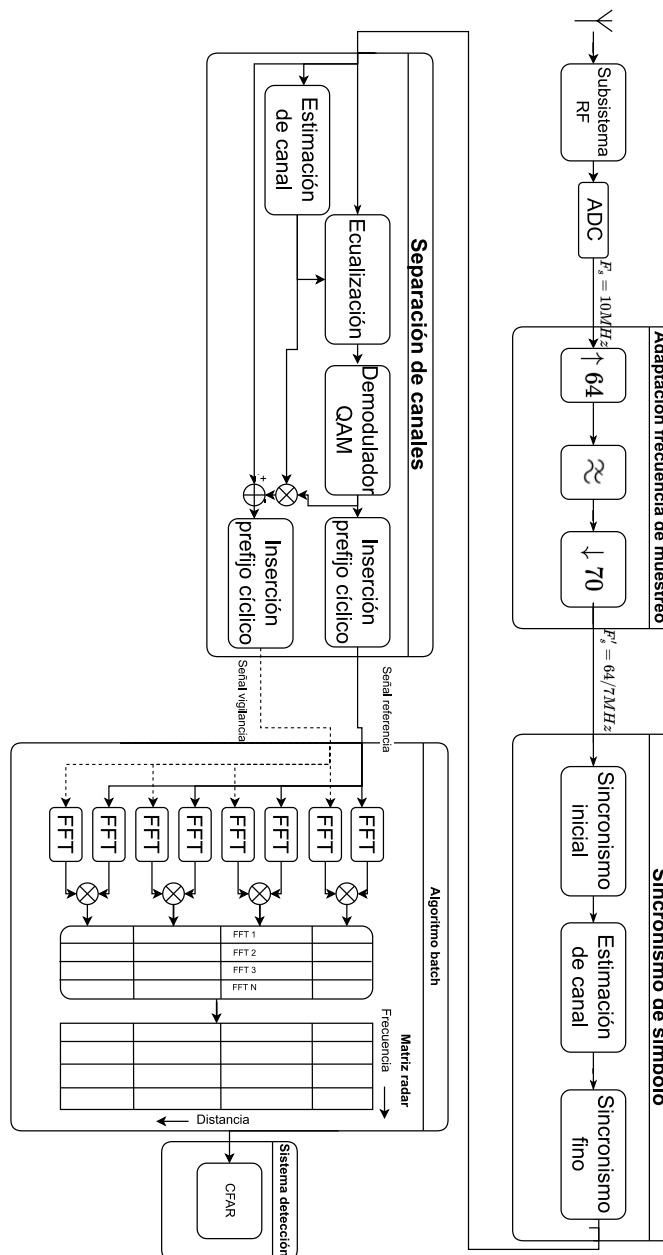 Subsistema
RF
ADC
F_s = 10MHz
Adaptación frecuencia de muestreo
↑ 64
≈
↓ 70
F'_s = 64/7MHz
Sincronismo de símbolo
Sincronismo
inicial
Estimación
de canal
Sincronismo
fino
Separación de canales
Estimación
de canal
Ecualización
Demodulador
QAM
+
-
Inserción
prefijo cíclico
Inserción
prefijo cíclico
Señal referencia
Señal vigilancia
Algoritmo batch
FFT
FFT
FFT
FFT
FFT
FFT
FFT
FFT
FFT 1
FFT 2
FFT 3
FFT N
Matriz radar
Frecuencia
Distancia
Sistema detección
CFAR